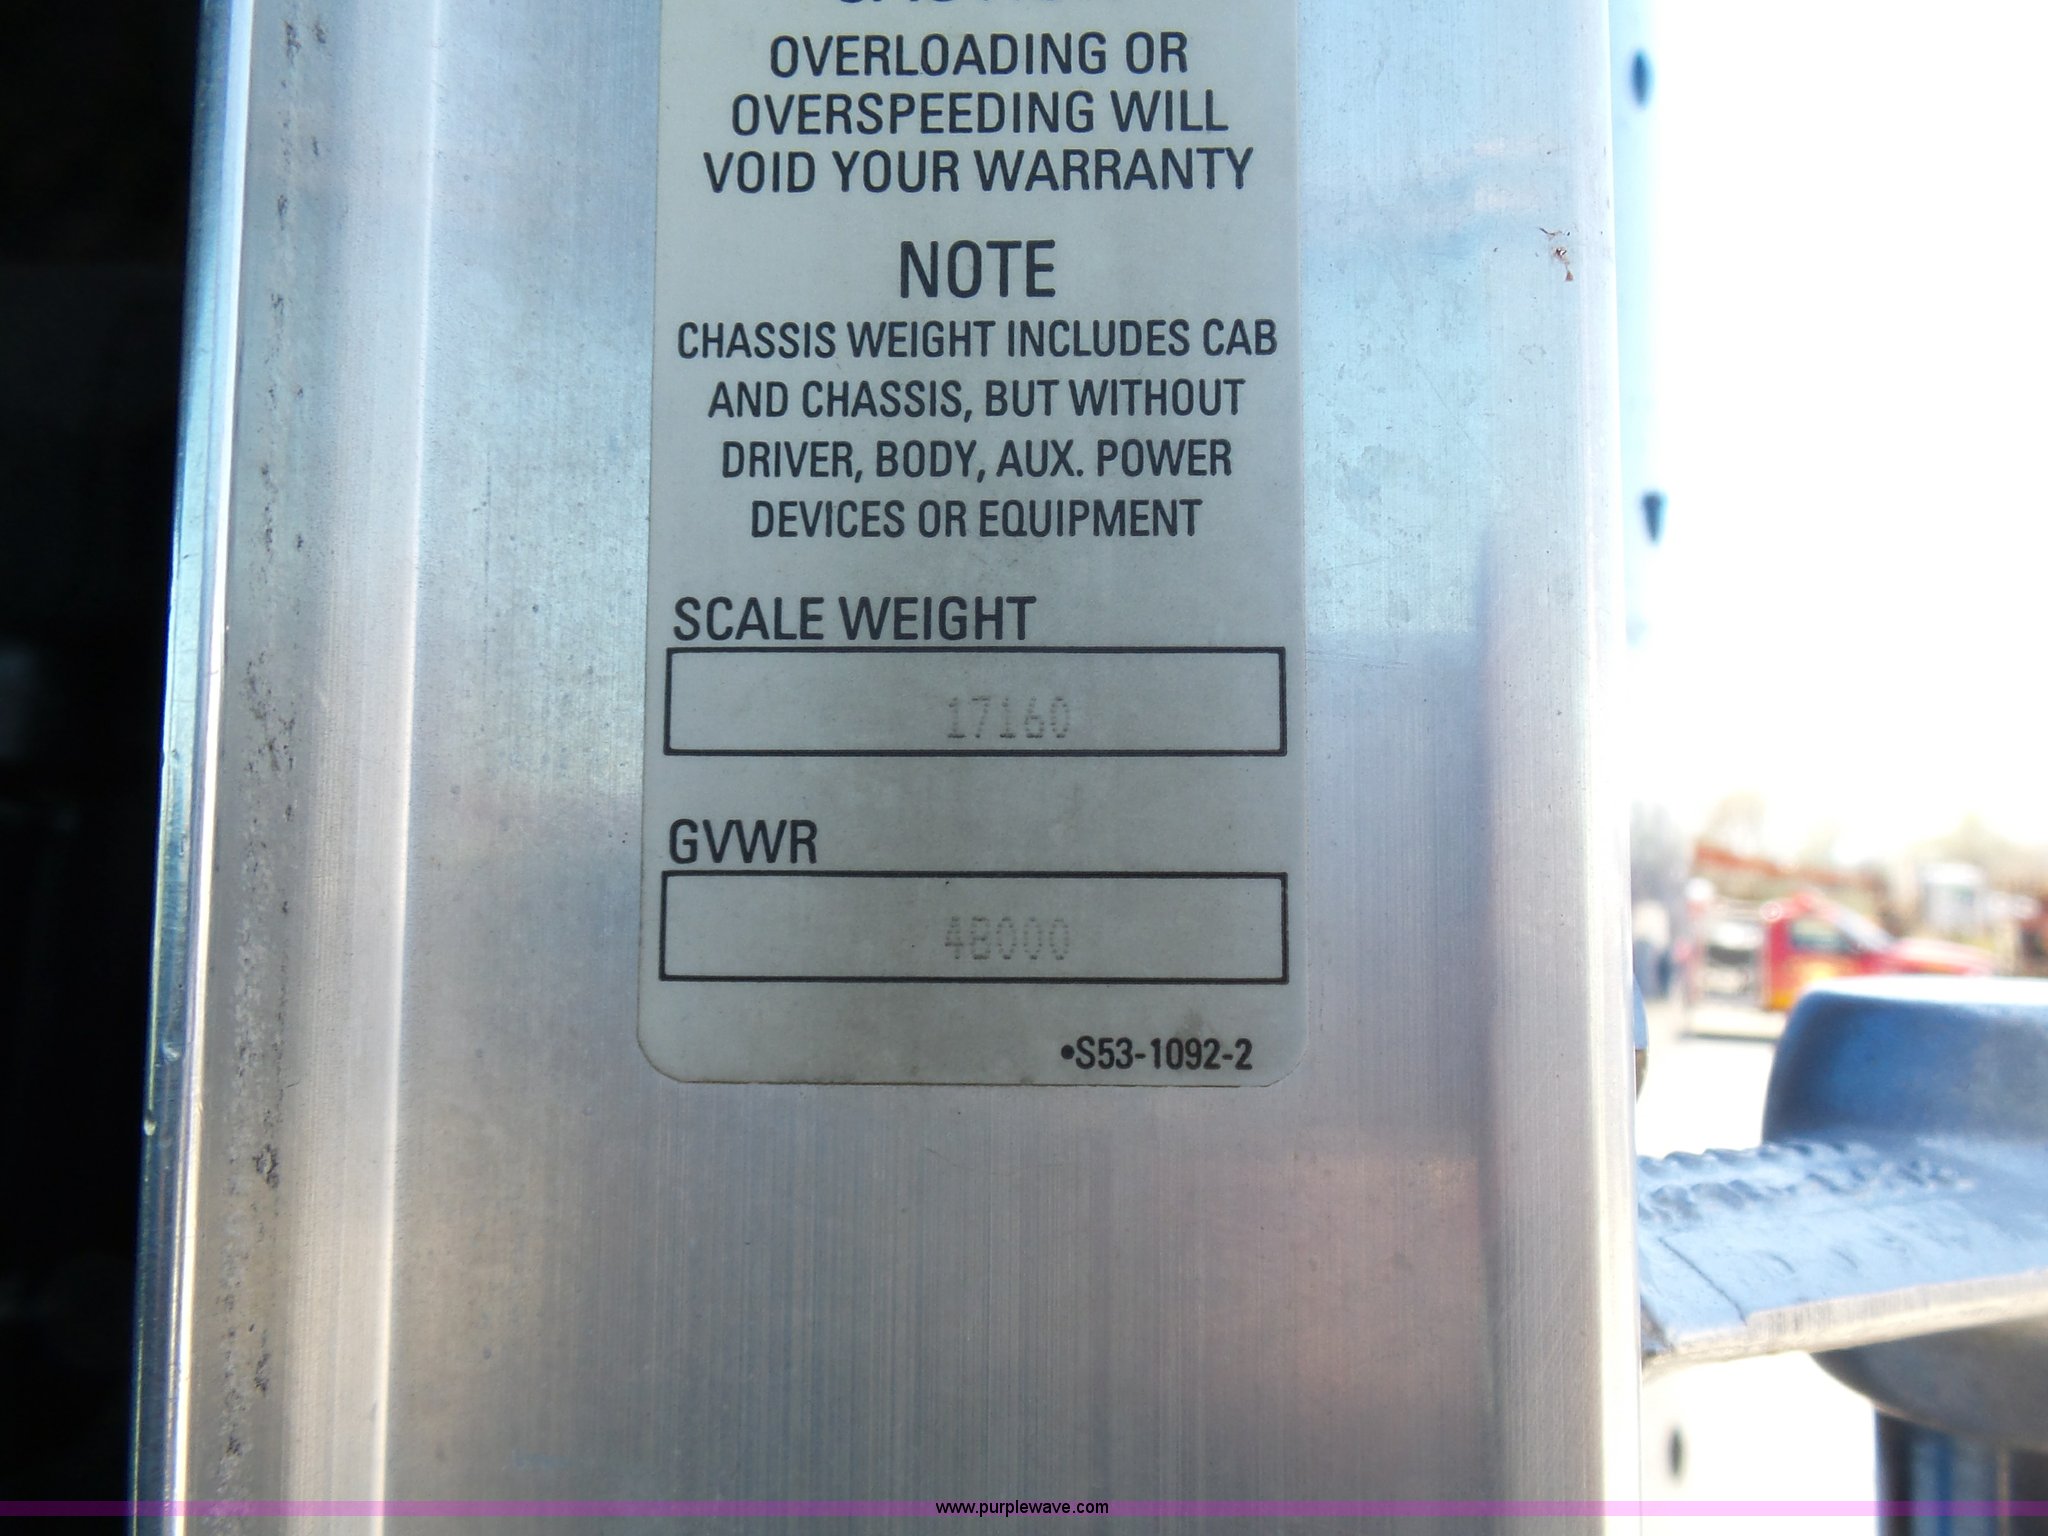 CAUTION
OVERLOADING OR
OVERSPEEDING WILL
VOID YOUR WARRANTY
NOTE
CHASSIS WEIGHT INCLUDES CAB
AND CHASSIS, BUT WITHOUT
DRIVER, BODY, AUX. POWER
DEVICES OR EQUIPMENT
SCALE WEIGHT
17160
GVWR
48000
•S53-1092-2
www.purplewave.com